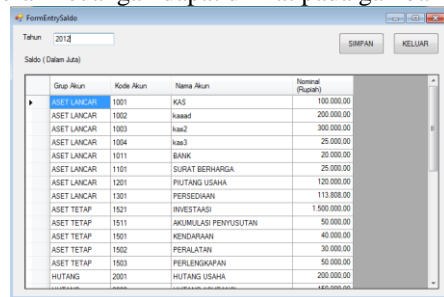 FormEntrySaldo
Tahun 2012
SIMPAN KELUAR
Saldo ( Dalam Juta)
Grup Akun Kode Akun Nama Akun Nominal (Rupiah)
ASET LANCAR 1001 KAS 100.000,00
ASET LANCAR 1002 kaaad 200.000,00
ASET LANCAR 1003 kas2 300.000,00
ASET LANCAR 1004 kas3 25.000,00
ASET LANCAR 1011 BANK 20.000,00
ASET LANCAR 1101 SURAT BERHARGA 25.000,00
ASET LANCAR 1201 PIUTANG USAHA 120.000,00
ASET LANCAR 1301 PERSEDIAAN 113.808,00
ASET TETAP 1521 INVESTAASI 1.500.000,00
ASET TETAP 1511 AKUMULASI PENYUSUTAN 50.000,00
ASET TETAP 1501 KENDARAAN 40.000,00
ASET TETAP 1502 PERALATAN 30.000,00
ASET TETAP 1503 PERLENGKAPAN 50.000,00
HUTANG 2001 HUTANG USAHA 200.000,00